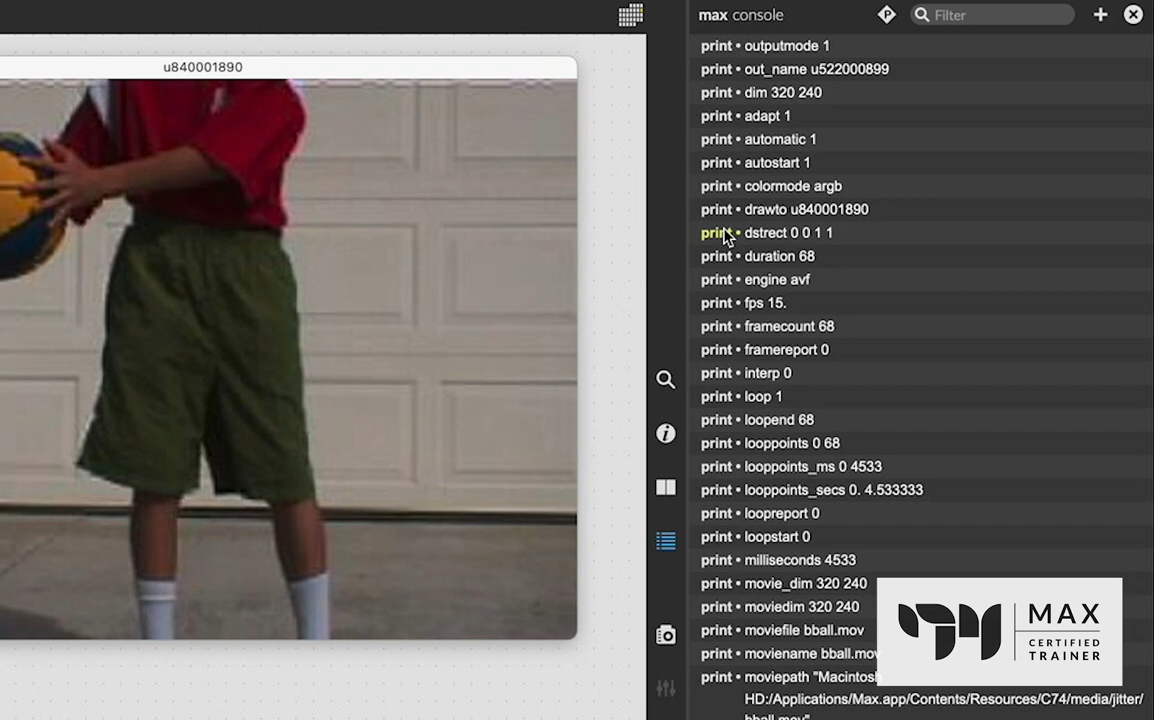 max console
Filter
u840001890
print • outputmode 1
print • out_name u522000899
print • dim 320 240
print • adapt 1
print • automatic 1
print • autostart 1
print • colormode argb
print • drawto u840001890
print • dstrect 0 0 1 1
print • duration 68
print • engine avf
print • fps 15.
print • framecount 68
print • framereport 0
print • interp 0
print • loop 1
print • loopend 68
print • looppoints 0 68
print • looppoints_ms 0 4533
print • looppoints_secs 0. 4.533333
print • loopreport 0
print • loopstart 0
print • milliseconds 4533
print • movie_dim 320 240
print • moviedim 320 240
print • moviefile bball.mov
print • moviename bball.mov
print • moviepath "Macintosh
HD:/Applications/Max.app/Contents/Resources/C74/media/jitter/
bball.mov"
MAX
CERTIFIED
TRAINER